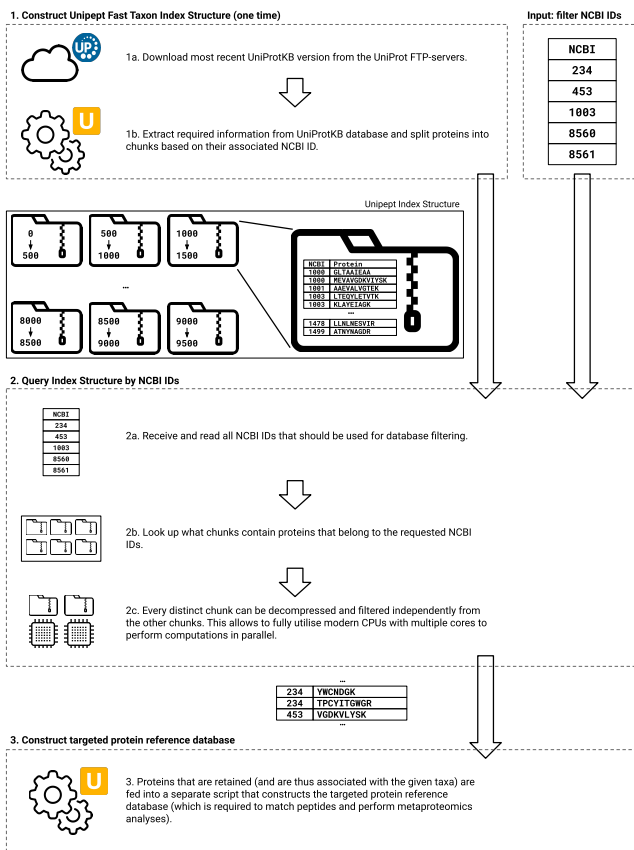 1. Construct Unipept Fast Taxon Index Structure (one time)
Input: filter NCBI IDs
UP
1a. Download most recent UniProtKB version from the UniProt FTP-servers.
U
1b. Extract required information from UniProtKB database and split proteins into
chunks based on their associated NCBI ID.
NCBI
234
453
1003
8560
8561
Unipept Index Structure
0
500
500
1000
1000
1500
...
8000
8500
8500
9000
9000
9500
NCBI Protein
1000 GLTAAIEAA
1000 MEVAVGDKVIYSK
1001 AAEVALVGTEK
1003 LTEQYLETVTK
1003 KLAYEIAGK
...
1478 LLNLNESVIR
1499 ATNYNAGDR
2. Query Index Structure by NCBI IDs
NCBI
234
453
1003
8560
8561
2a. Receive and read all NCBI IDs that should be used for database filtering.
2b. Look up what chunks contain proteins that belong to the requested NCBI
IDs.
2c. Every distinct chunk can be decompressed and filtered independently from
the other chunks. This allows to fully utilise modern CPUs with multiple cores to
perform computations in parallel.
...
234 YWCNDGK
234 TPCYITGWGR
453 VGDKVLYSK
...
3. Construct targeted protein reference database
U
3. Proteins that are retained (and are thus associated with the given taxa) are
fed into a separate script that constructs the targeted protein reference
database (which is required to match peptides and perform metaproteomics
analyses).